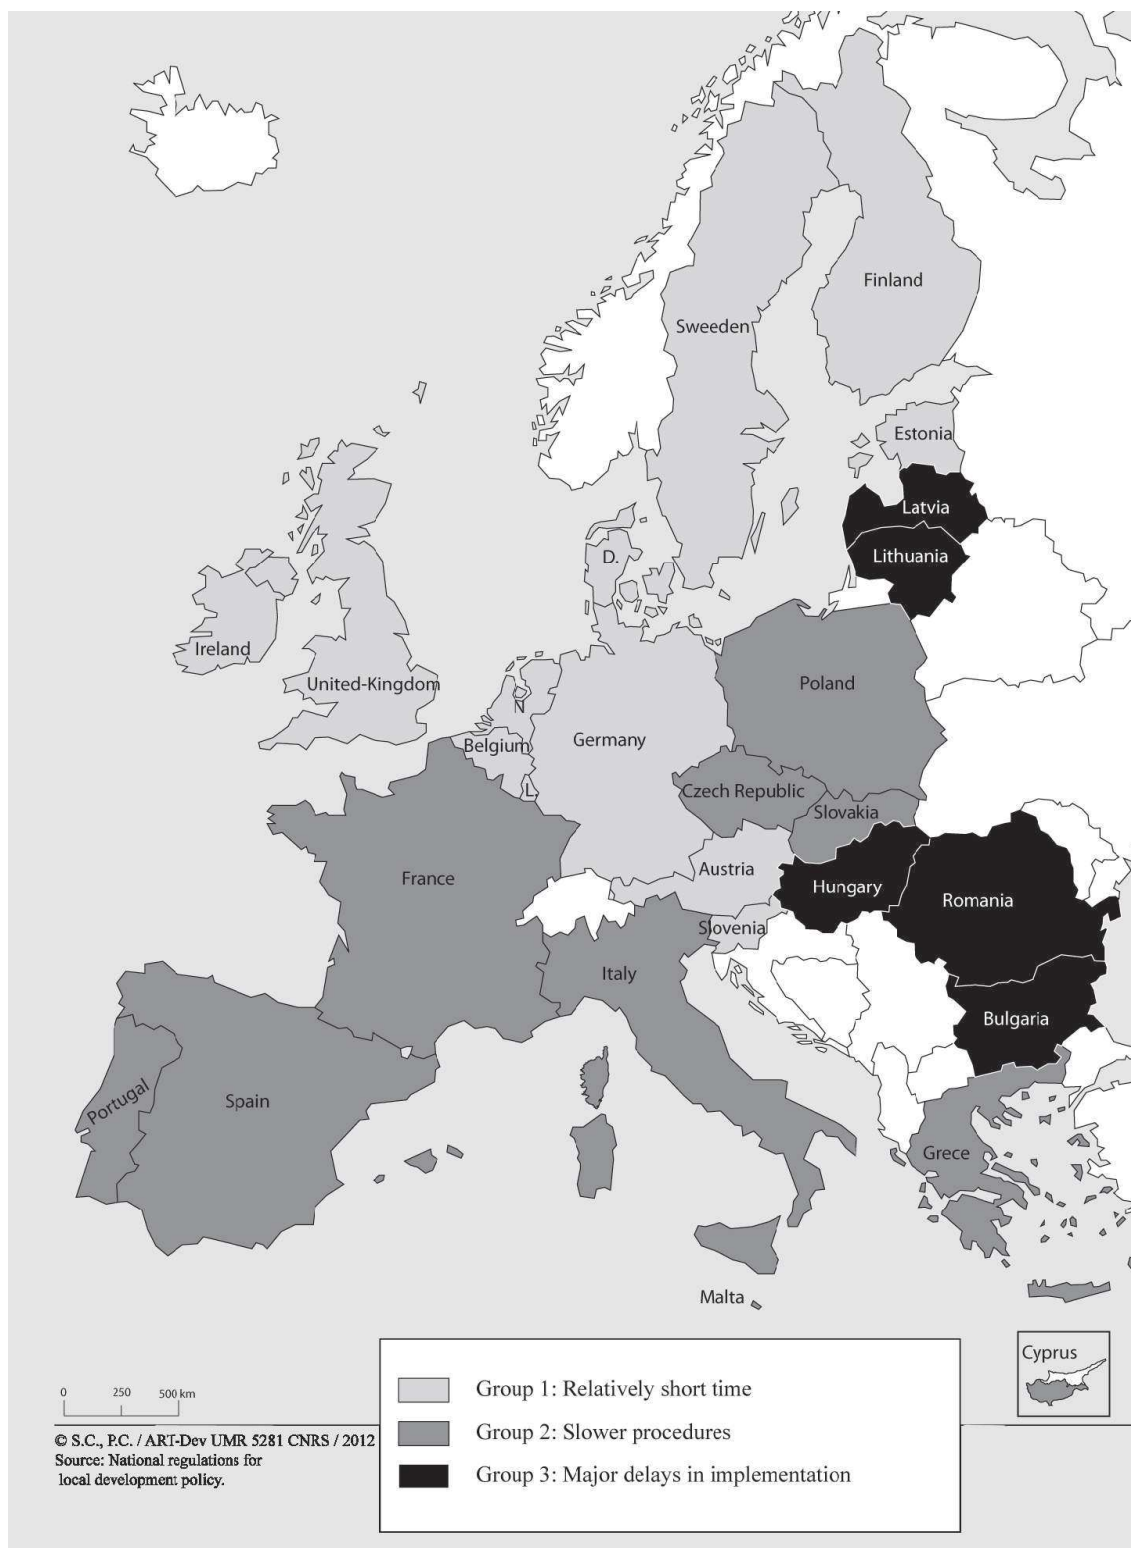 Finland
Sweeden
Estonia
Latvia
Lithuania
D.
Ireland
United-Kingdom
Poland
N
Belgium
Germany
L.
Czech Republic
Slovakia
France
Austria
Hungary
Romania
Slovenia
Italy
Bulgaria
Portugal
Spain
Grece
Malta
Cyprus
0 250 500 km
Group 1: Relatively short time
Group 2: Slower procedures
Group 3: Major delays in implementation
© S.C., P.C. / ART-Dev UMR 5281 CNRS / 2012
Source: National regulations for
local development policy.